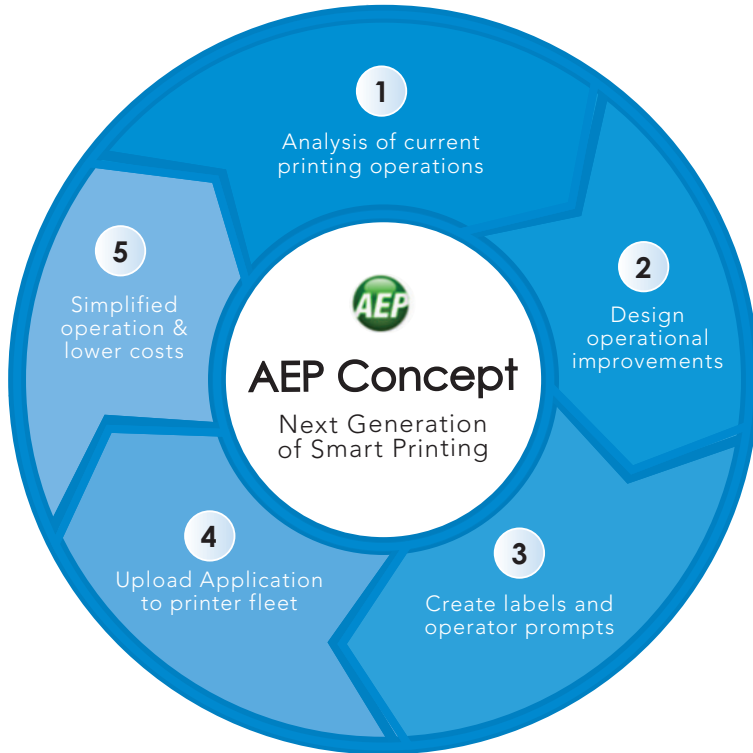 1
Analysis of current
printing operations
2
Design
operational
improvements
3
Create labels and
operator prompts
4
Upload Application
to printer fleet
5
Simplified
operation &
lower costs
AEP
AEP Concept
Next Generation
of Smart Printing